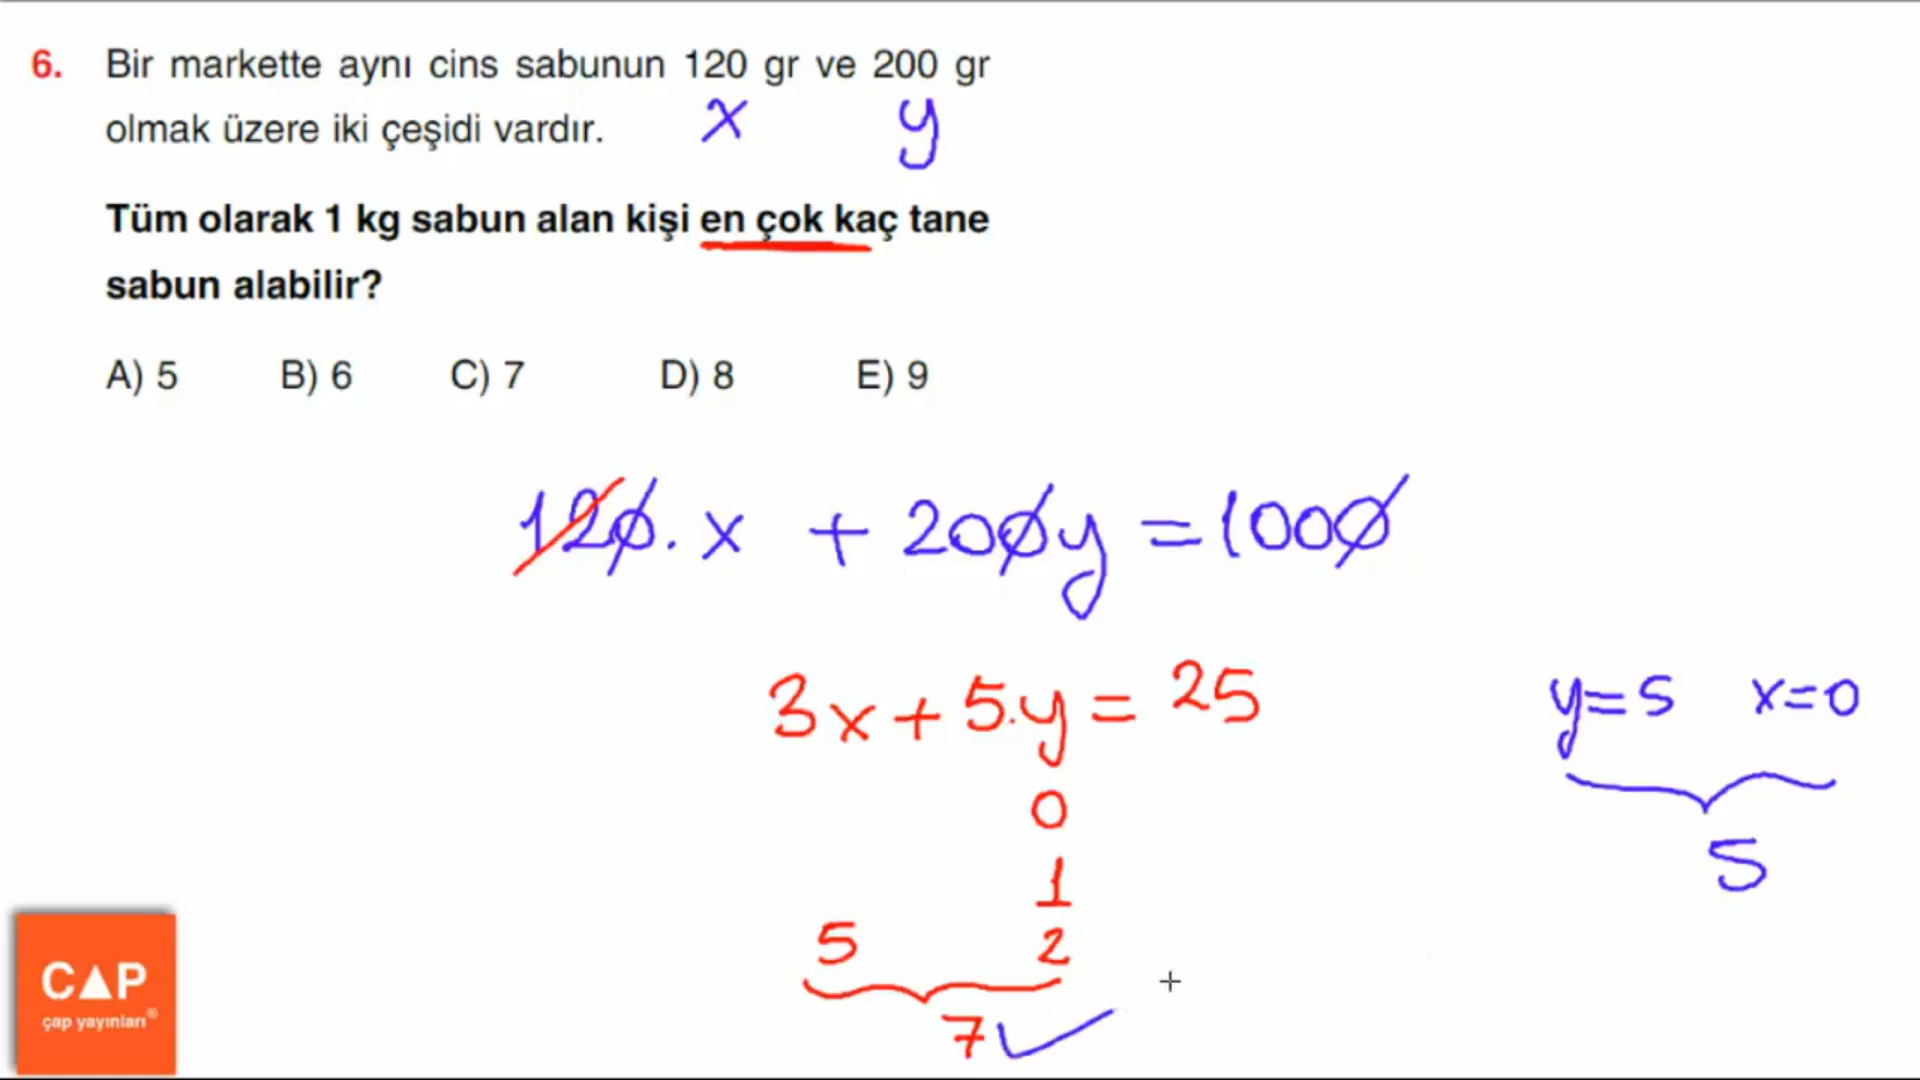 6. Bir markette aynı cins sabunun 120 gr ve 200 gr
olmak üzere iki çeşidi vardır.
x y
Tüm olarak 1 kg sabun alan kişi en çok kaç tane
sabun alabilir?
A) 5 B) 6 C) 7 D) 8 E) 9
120.x + 200y = 1000
3x + 5.y = 25
y=5 x=0
0
1
5
5 2
7
CAP
çap yayınları®